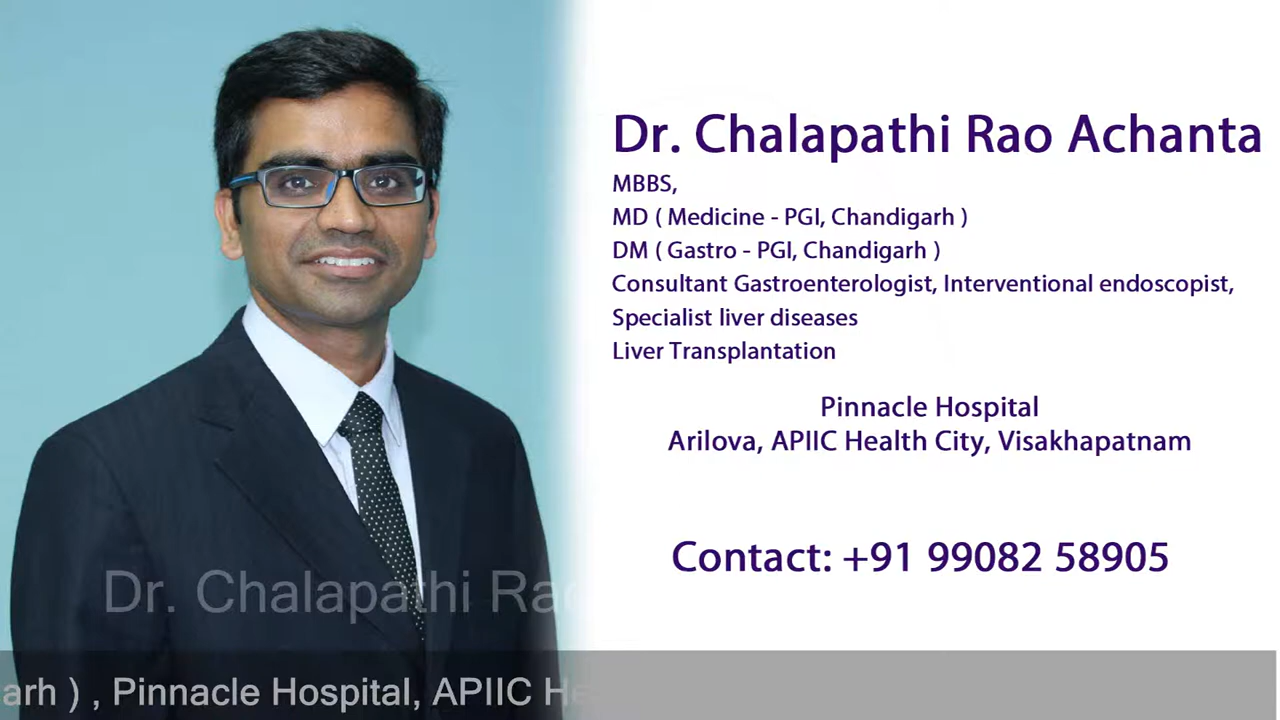 Dr. Chalapathi Rao Achanta
MBBS,
MD ( Medicine - PGI, Chandigarh )
DM ( Gastro - PGI, Chandigarh )
Consultant Gastroenterologist, Interventional endoscopist,
Specialist liver diseases
Liver Transplantation
Pinnacle Hospital
Arilova, APIIC Health City, Visakhapatnam
Contact: +91 99082 58905
Dr. Chalapathi Rao
arh ) , Pinnacle Hospital, APIIC He